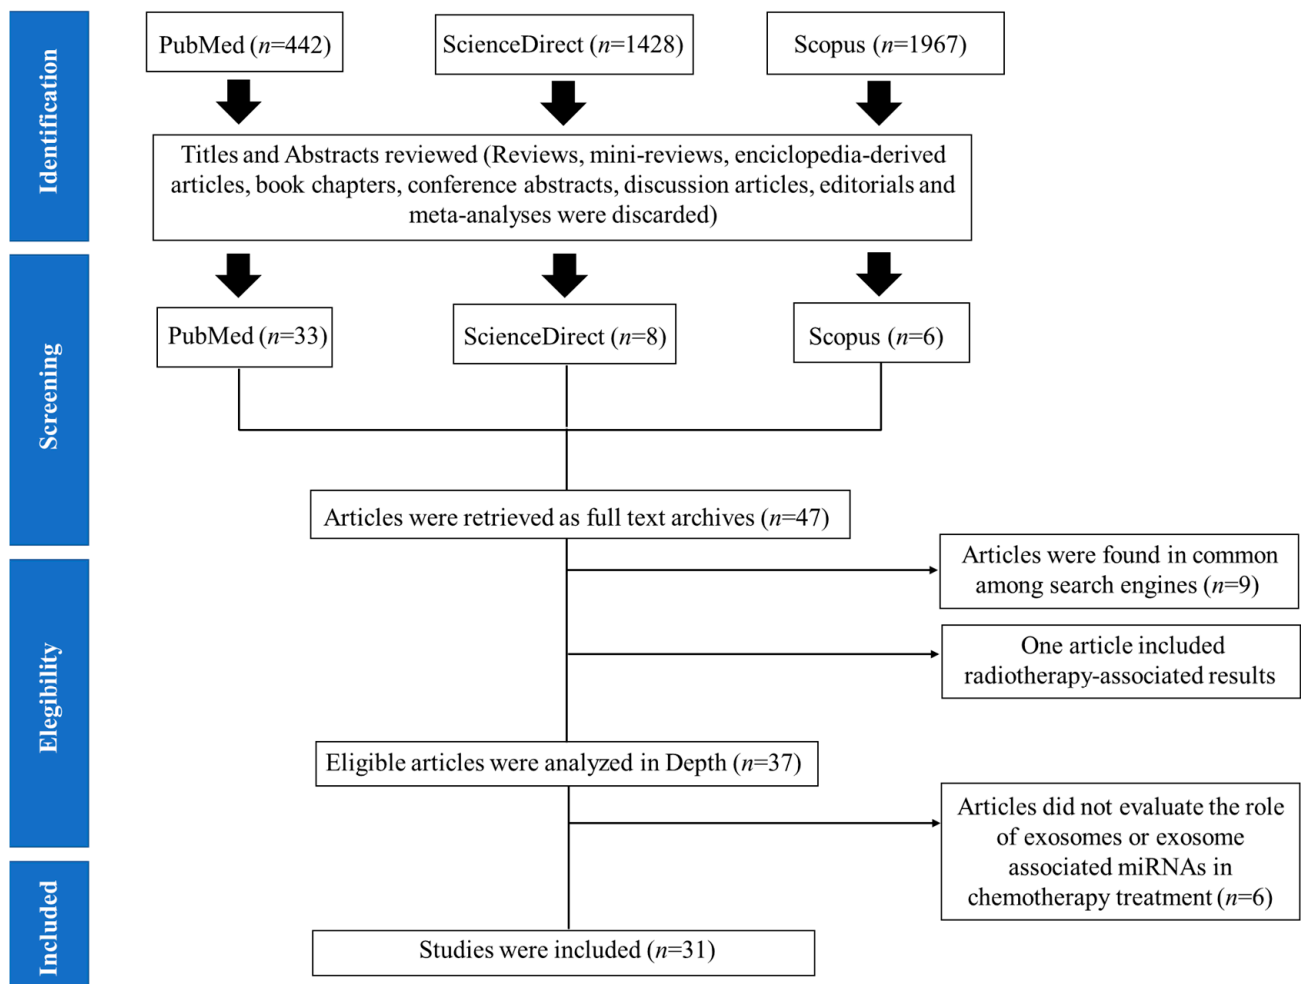 Identification
PubMed (n=442)
ScienceDirect (n=1428)
Scopus (n=1967)
Titles and Abstracts reviewed (Reviews, mini-reviews, enciclopedia-derived
articles, book chapters, conference abstracts, discussion articles, editorials and
meta-analyses were discarded)
Screening
PubMed (n=33)
ScienceDirect (n=8)
Scopus (n=6)
Articles were retrieved as full text archives (n=47)
Elegibility
Articles were found in common
among search engines (n=9)
One article included
radiotherapy-associated results
Eligible articles were analyzed in Depth (n=37)
Articles did not evaluate the role
of exosomes or exosome
associated miRNAs in
chemotherapy treatment (n=6)
Included
Studies were included (n=31)